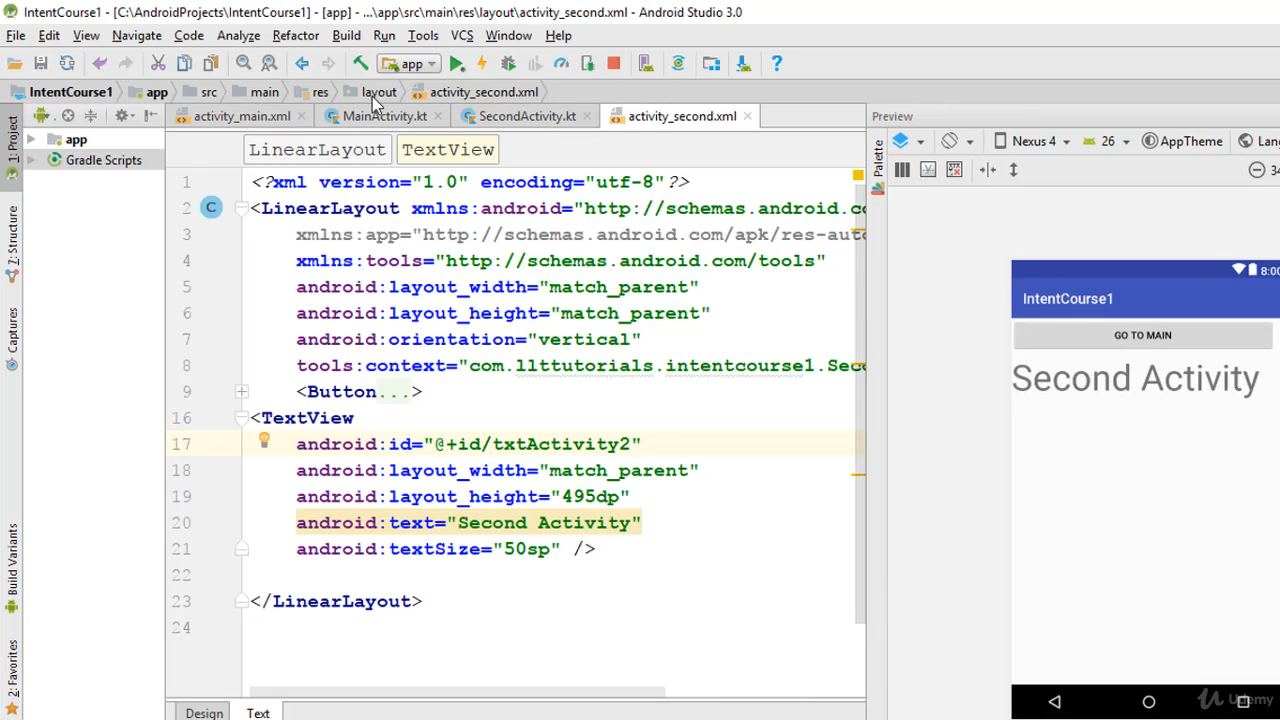 IntentCourse1 - [C:\AndroidProjects\IntentCourse1] - [app] - ...\app\src\main\res\layout\activity_second.xml - Android Studio 3.0
File Edit View Navigate Code Analyze Refactor Build Run Tools VCS Window Help
app
IntentCourse1 app src main res layout activity_second.xml
activity_main.xml MainActivity.kt SecondActivity.kt activity_second.xml
Preview
1: Project
7: Structure
Captures
Build Variants
2: Favorites
app
Gradle Scripts
LinearLayout TextView
1 <?xml version="1.0" encoding="utf-8"?>
2 <LinearLayout xmlns:android="http://schemas.android.co
3 xmlns:app="http://schemas.android.com/apk/res-auto
4 xmlns:tools="http://schemas.android.com/tools"
5 android:layout_width="match_parent"
6 android:layout_height="match_parent"
7 android:orientation="vertical"
8 tools:context="com.llttutorials.intentcourse1.Sec
9 <Button...>
16 <TextView
17 android:id="@+id/txtActivity2"
18 android:layout_width="match_parent"
19 android:layout_height="495dp"
20 android:text="Second Activity"
21 android:textSize="50sp" />
22
23 </LinearLayout>
24
Design Text
Palette
Nexus 4 26 AppTheme Lang
34
8:00
IntentCourse1
GO TO MAIN
Second Activity
Udemy